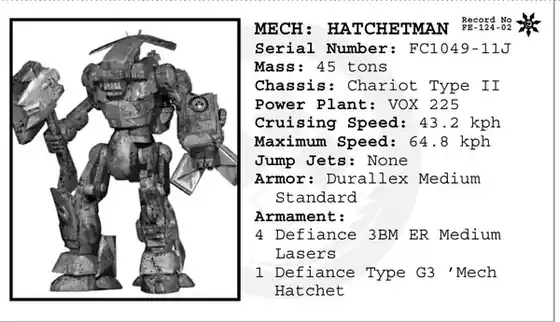 MECH: HATCHETMAN
Record No
FE-124-02
Serial Number: FC1049-11J
Mass: 45 tons
Chassis: Chariot Type II
Power Plant: VOX 225
Cruising Speed: 43.2 kph
Maximum Speed: 64.8 kph
Jump Jets: None
Armor: Durallex Medium
Standard
Armament:
4 Defiance 3BM ER Medium
Lasers
1 Defiance Type G3 ‘Mech
Hatchet